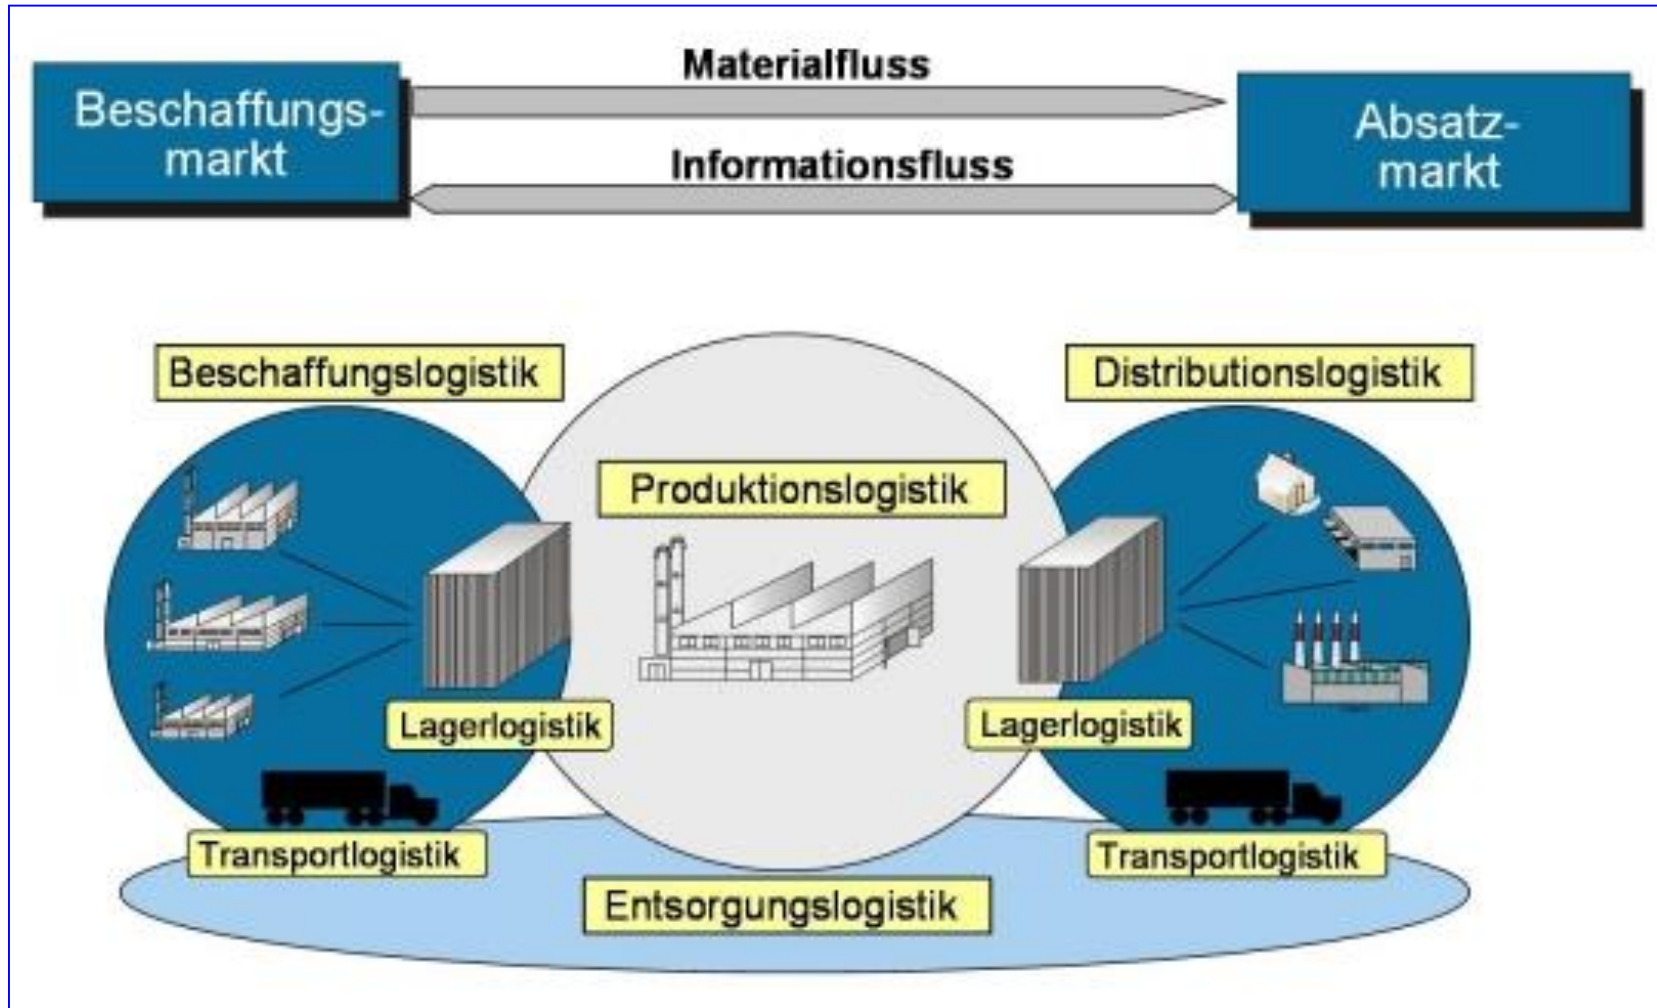 Materialfluss
Beschaffungs-
markt
Absatz-
markt
Informationsfluss
Beschaffungslogistik
Distributionslogistik
Produktionslogistik
Lagerlogistik
Lagerlogistik
Transportlogistik
Transportlogistik
Entsorgungslogistik